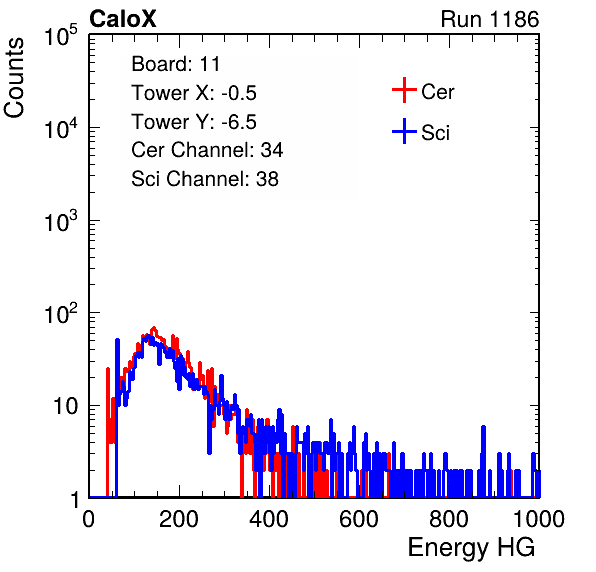 CaloX Run 1186
Board: 11
Tower X: -0.5
Tower Y: -6.5
Cer Channel: 34
Sci Channel: 38
Cer
Sci
Counts
10^5
10^4
10^3
10^2
10
1
0 200 400 600 800 1000
Energy HG